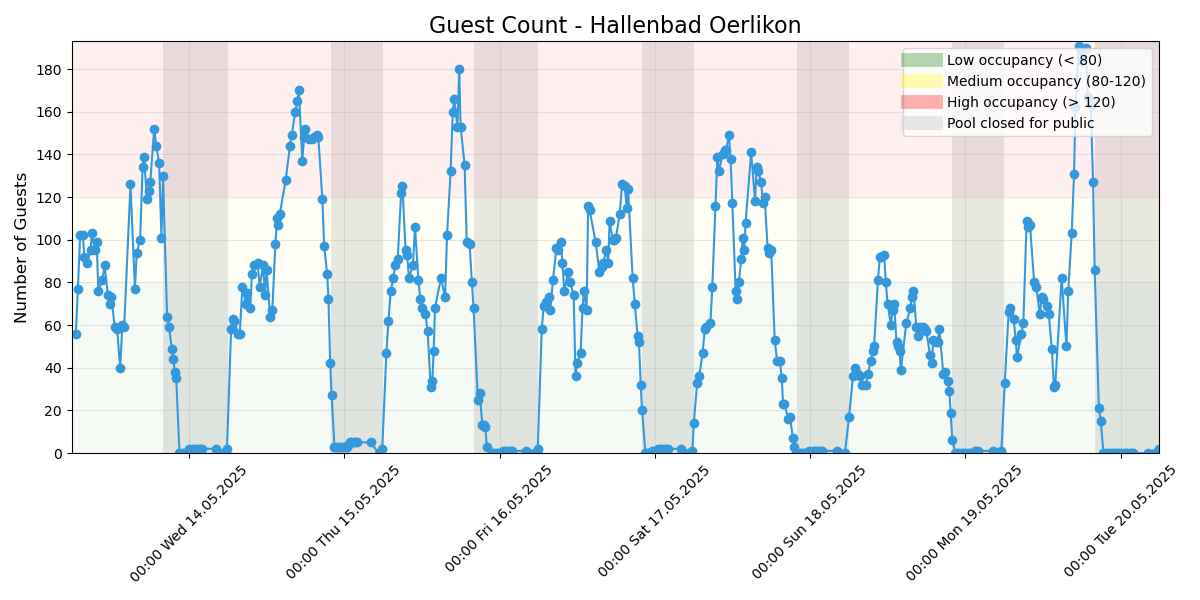 Guest Count - Hallenbad Oerlikon
Number of Guests
180
160
140
120
100
80
60
40
20
0
Low occupancy (< 80)
Medium occupancy (80-120)
High occupancy (> 120)
Pool closed for public
00:00 Wed 14.05.2025
00:00 Thu 15.05.2025
00:00 Fri 16.05.2025
00:00 Sat 17.05.2025
00:00 Sun 18.05.2025
00:00 Mon 19.05.2025
00:00 Tue 20.05.2025